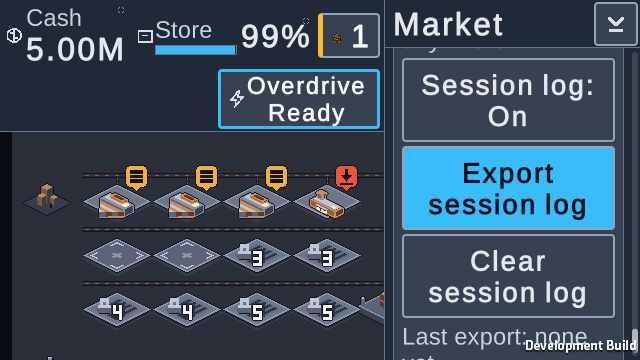 Cash
5.00M
Store
99%
1
Overdrive
Ready
3
3
4
4
5
5
Market
Session log:
On
Export
session log
Clear
session log
Last export: none
yet
Development Build